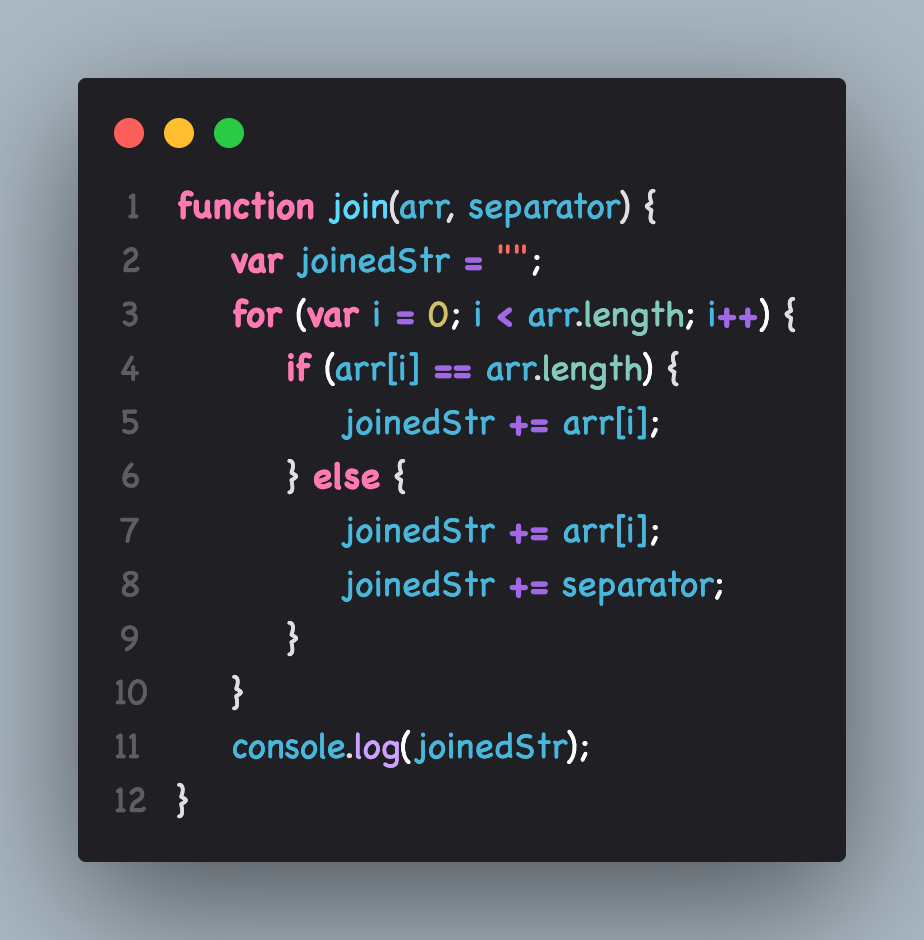 1 function join(arr, separator) {
2 var joinedStr = "";
3 for (var i = 0; i < arr.length; i++) {
4 if (arr[i] == arr.length) {
5 joinedStr += arr[i];
6 } else {
7 joinedStr += arr[i];
8 joinedStr += separator;
9 }
10 }
11 console.log(joinedStr);
12 }